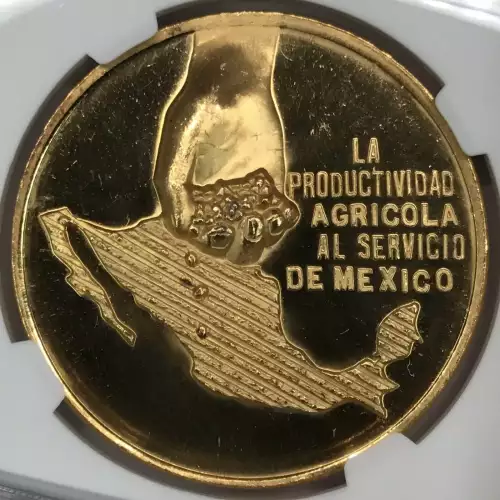 LA
PRODUCTIVIDAD
AGRICOLA
AL SERVICIO
DE MEXICO